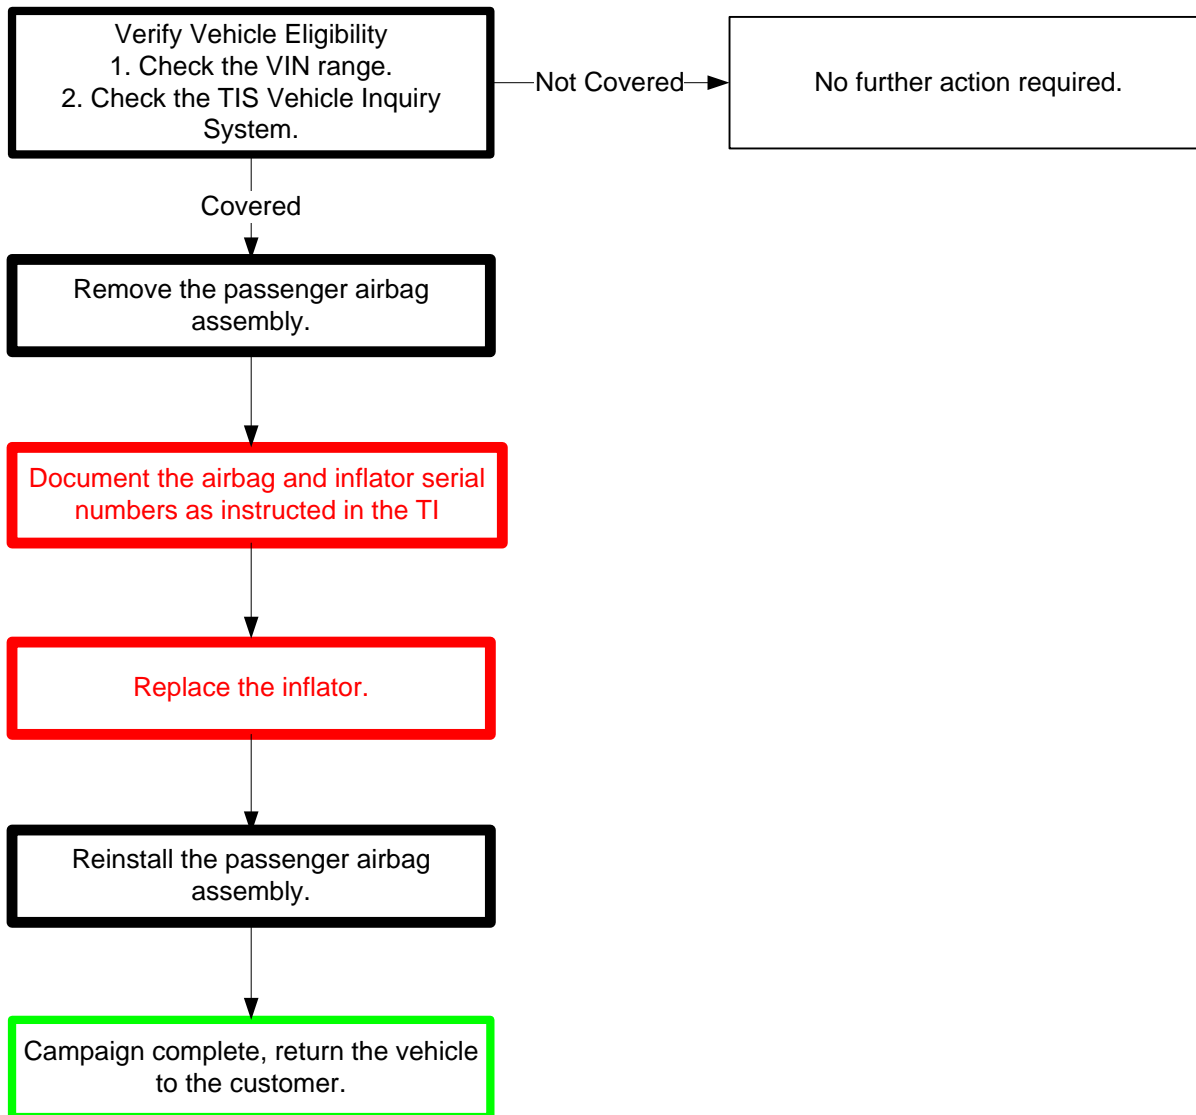 Verify Vehicle Eligibility
1. Check the VIN range.
2. Check the TIS Vehicle Inquiry
System.
Not Covered
No further action required.
Covered
Remove the passenger airbag
assembly.
Document the airbag and inflator serial
numbers as instructed in the TI
Replace the inflator.
Reinstall the passenger airbag
assembly.
Campaign complete, return the vehicle
to the customer.